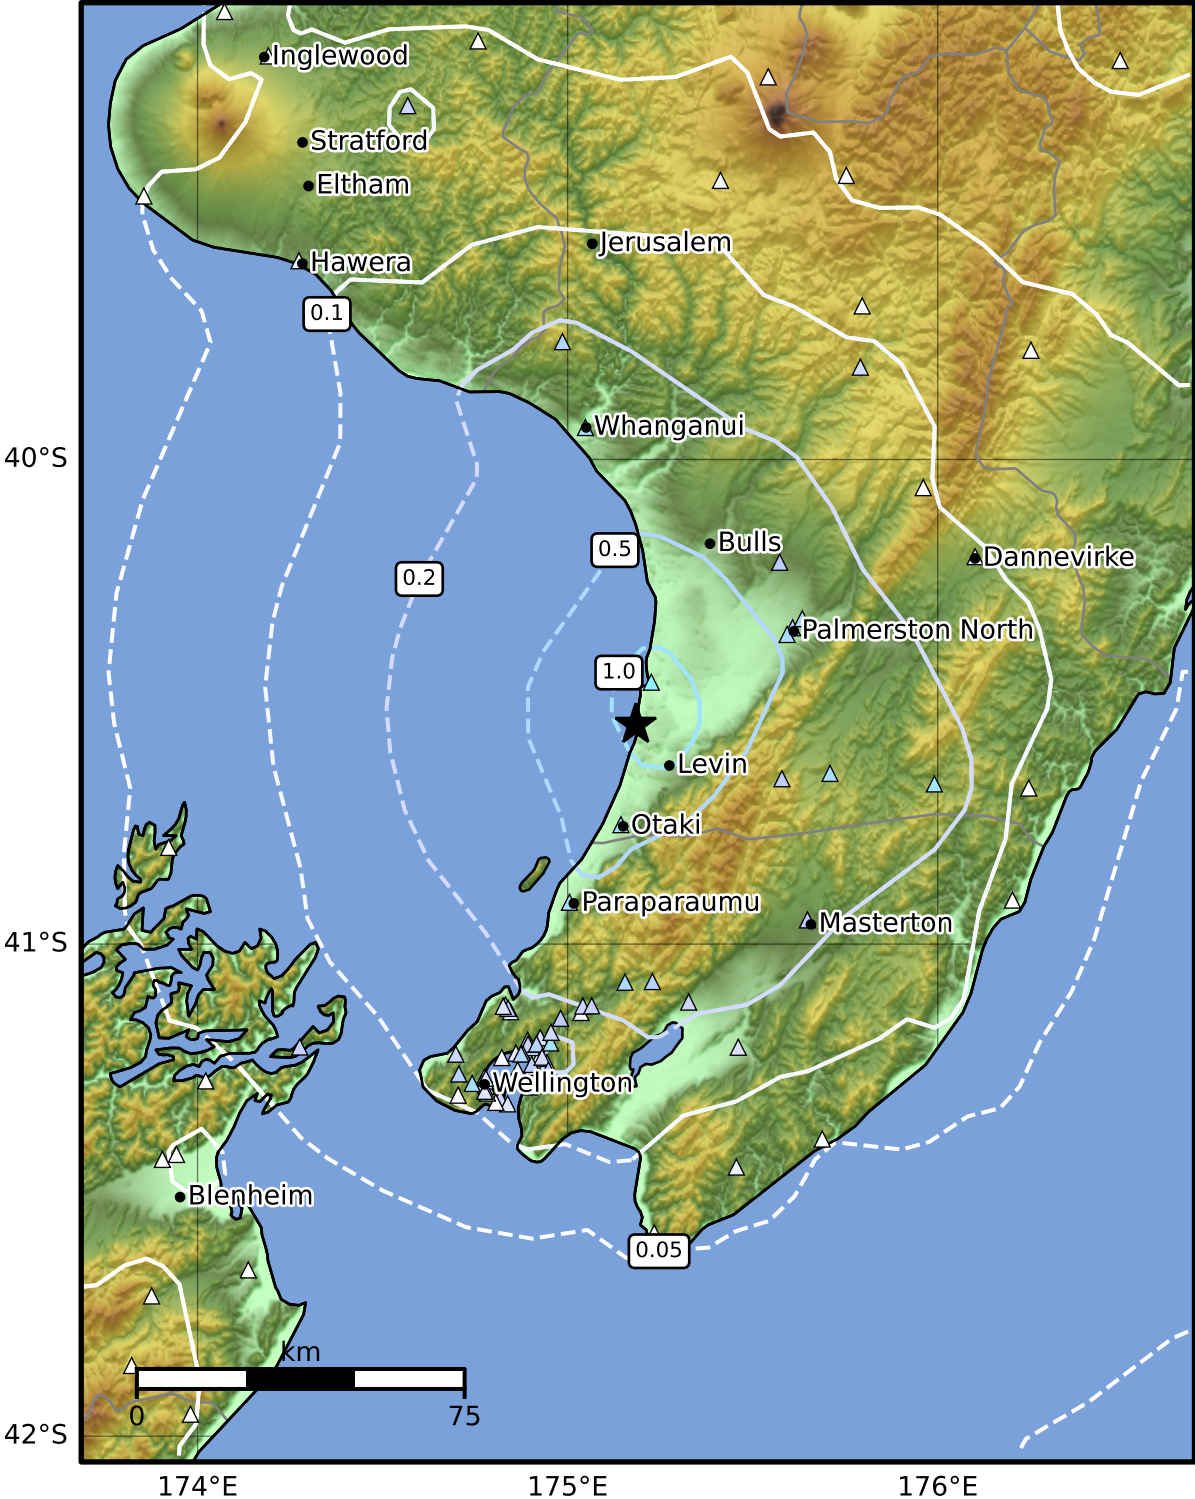 Inglewood
Stratford
Eltham
Jerusalem
Hawera
0.1
Whanganui
40°S
Bulls
0.5
Dannevirke
0.2
Palmerston North
1.0
Levin
Otaki
Paraparaumu
Masterton
41°S
Wellington
Blenheim
0.05
km
0
75
42°S
174°E
175°E
176°E